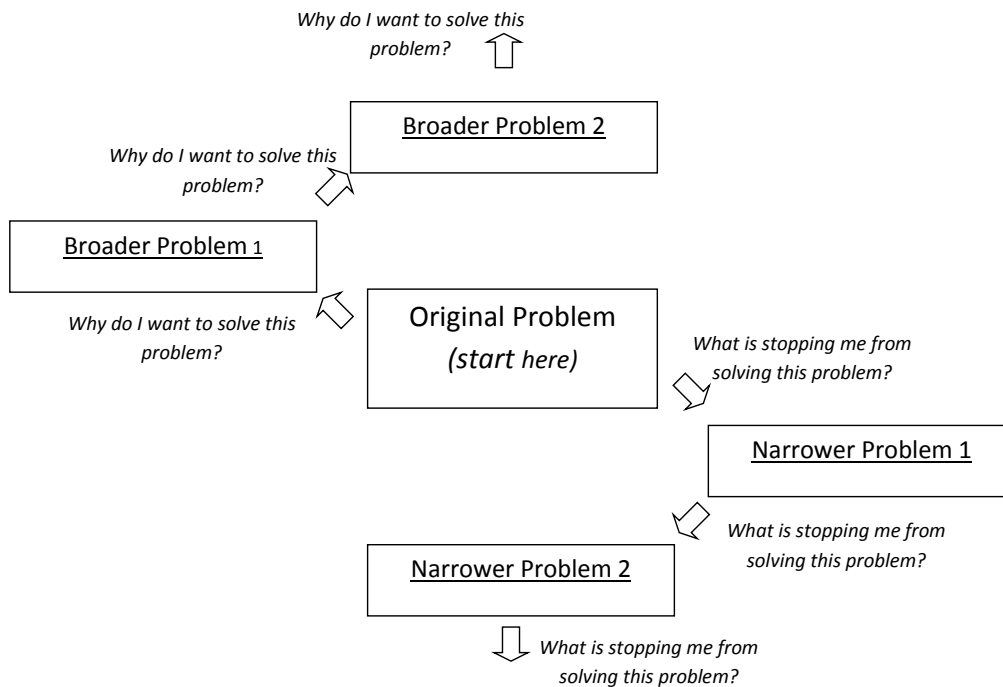 Why do I want to solve this
problem?
Broader Problem 2
Why do I want to solve this
problem?
Broader Problem 1
Why do I want to solve this
problem?
Original Problem
(start here)
What is stopping me from
solving this problem?
Narrower Problem 1
What is stopping me from
solving this problem?
Narrower Problem 2
What is stopping me from
solving this problem?